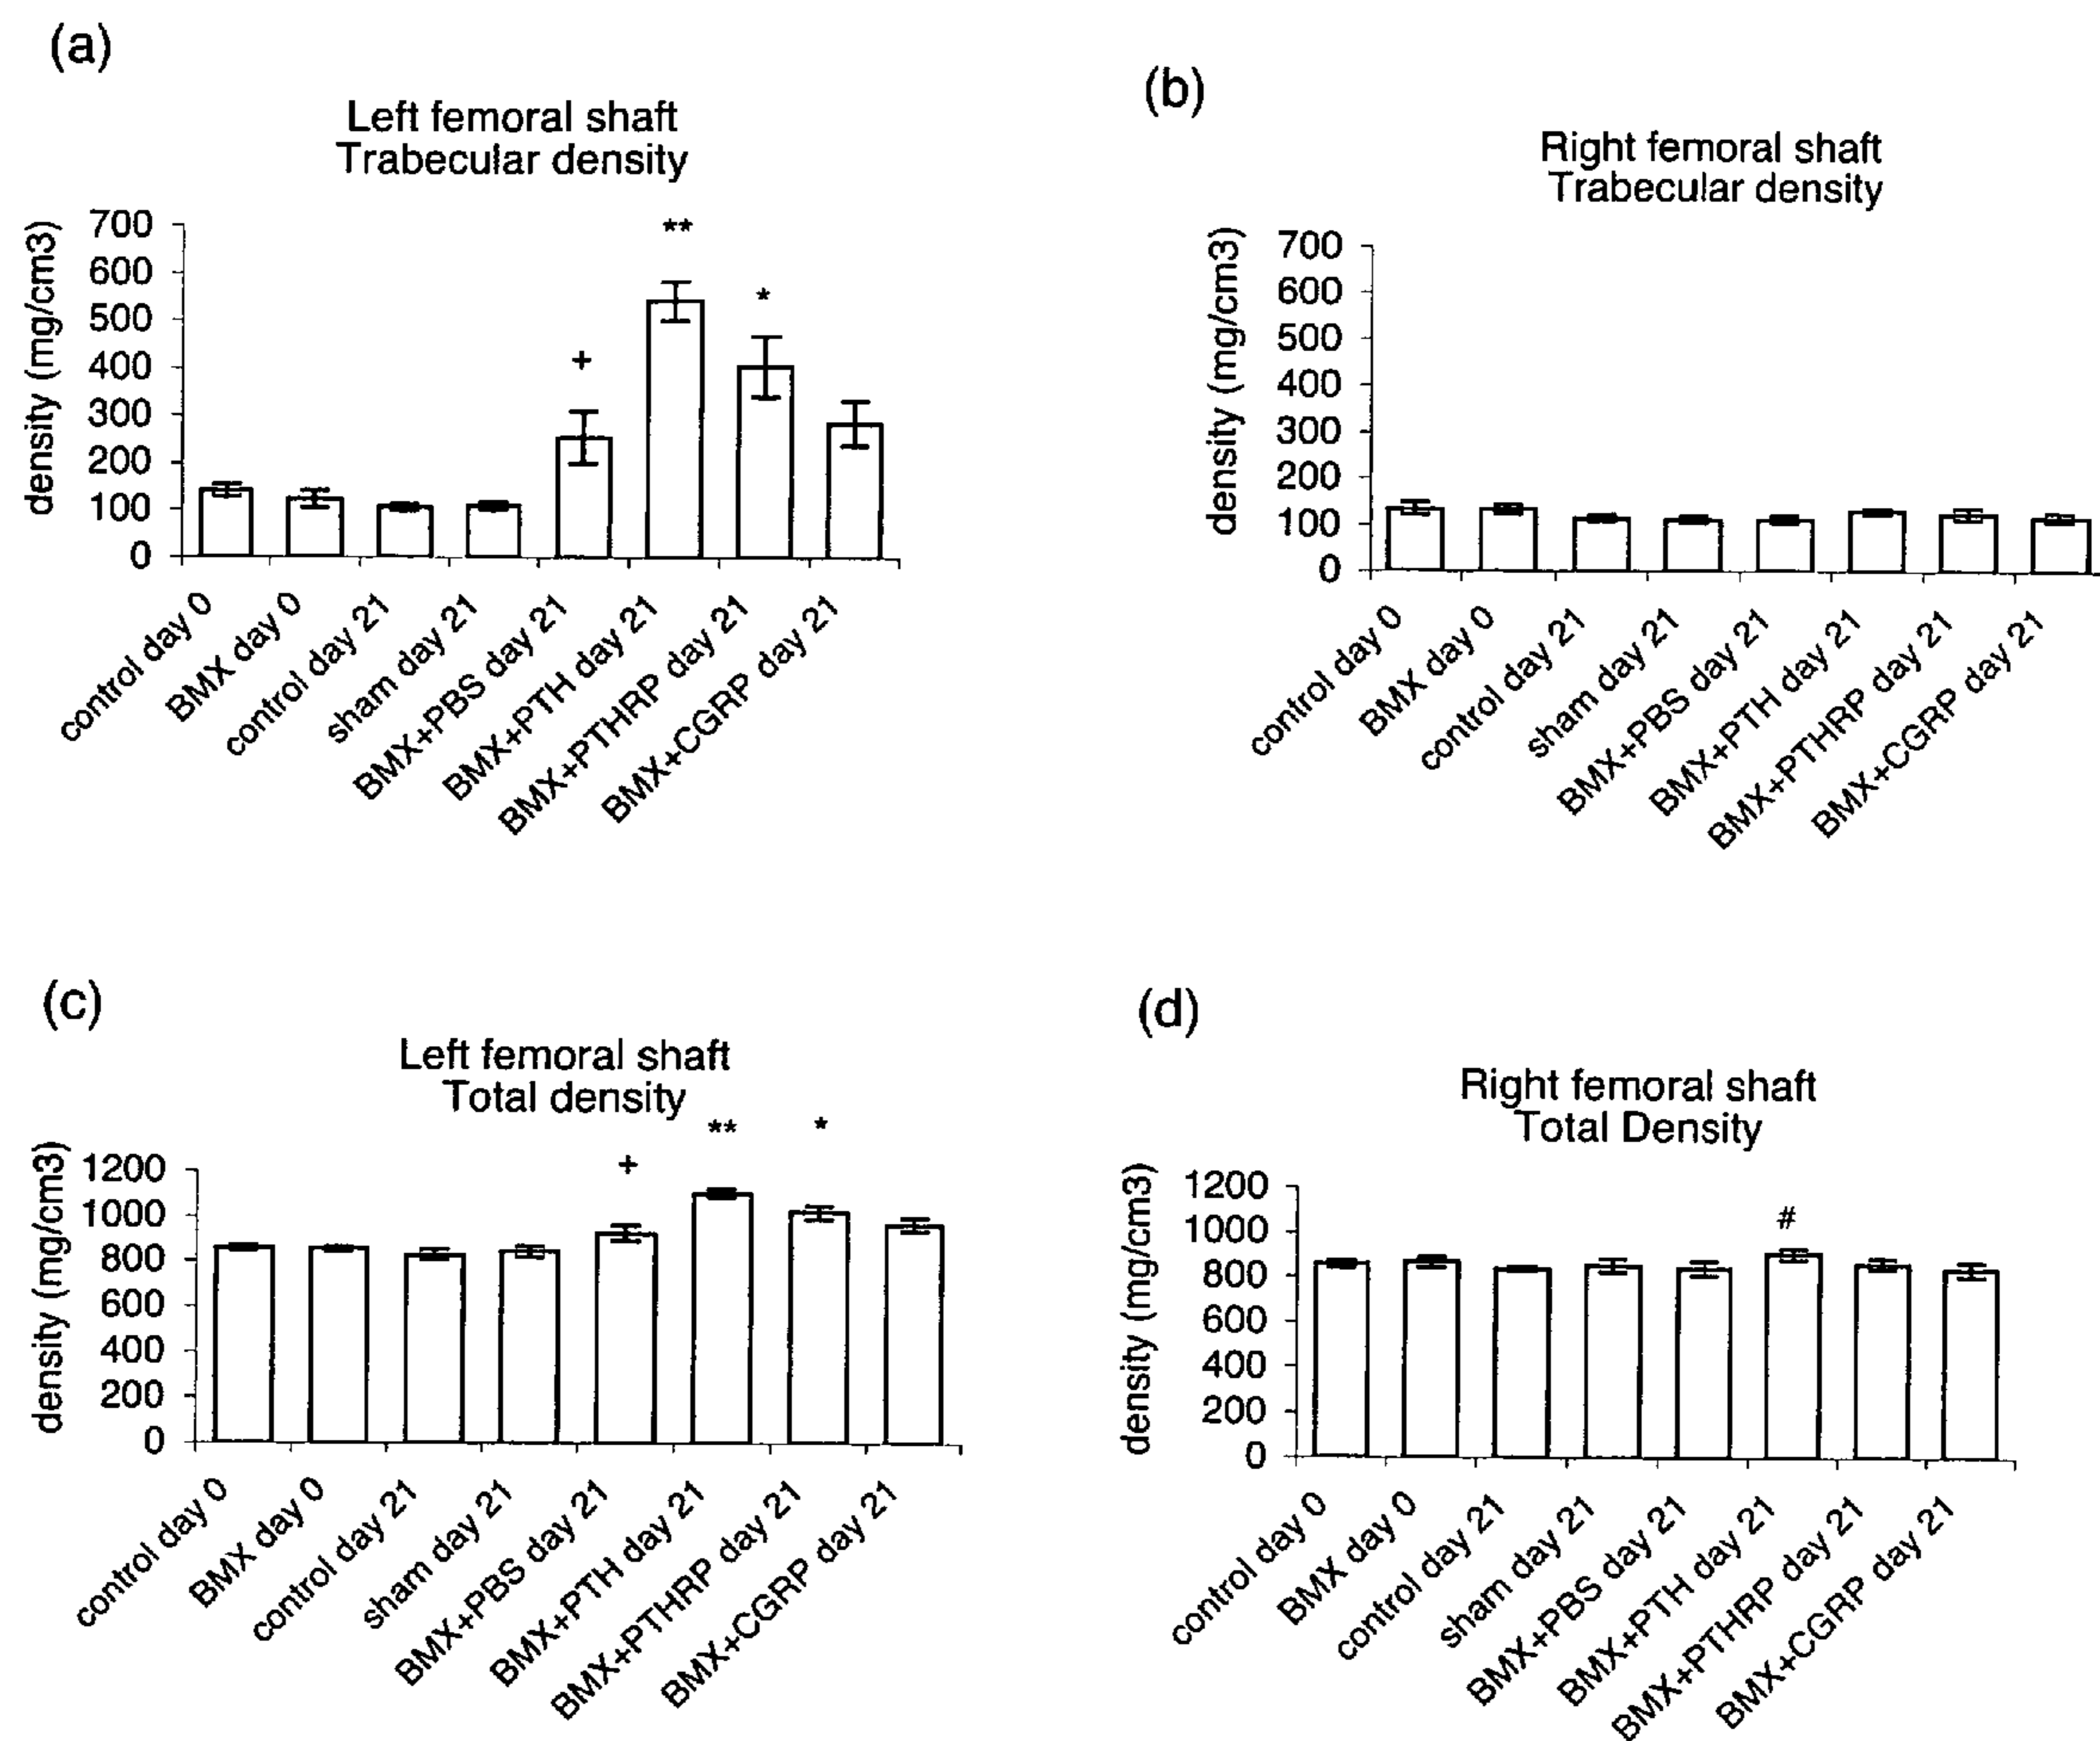 (a)
Left femoral shaft
Trabecular density
**
*
+
density (mg/cm3)
700
600
500
400
300
200
100
0
control day 0
BMX day 0
control day 21
sham day 21
BMX+PBS day 21
BMX+PTH day 21
BMX+PTHRP day 21
BMX+CGRP day 21
(b)
Right femoral shaft
Trabecular density
density (mg/cm3)
700
600
500
400
300
200
100
0
control day 0
BMX day 0
control day 21
sham day 21
BMX+PBS day 21
BMX+PTH day 21
BMX+PTHRP day 21
BMX+CGRP day 21
(c)
Left femoral shaft
Total density
**
*
+
density (mg/cm3)
1200
1000
800
600
400
200
0
control day 0
BMX day 0
control day 21
sham day 21
BMX+PBS day 21
BMX+PTH day 21
BMX+PTHRP day 21
BMX+CGRP day 21
(d)
Right femoral shaft
Total Density
#
density (mg/cm3)
1200
1000
800
600
400
200
0
control day 0
BMX day 0
control day 21
sham day 21
BMX+PBS day 21
BMX+PTH day 21
BMX+PTHRP day 21
BMX+CGRP day 21